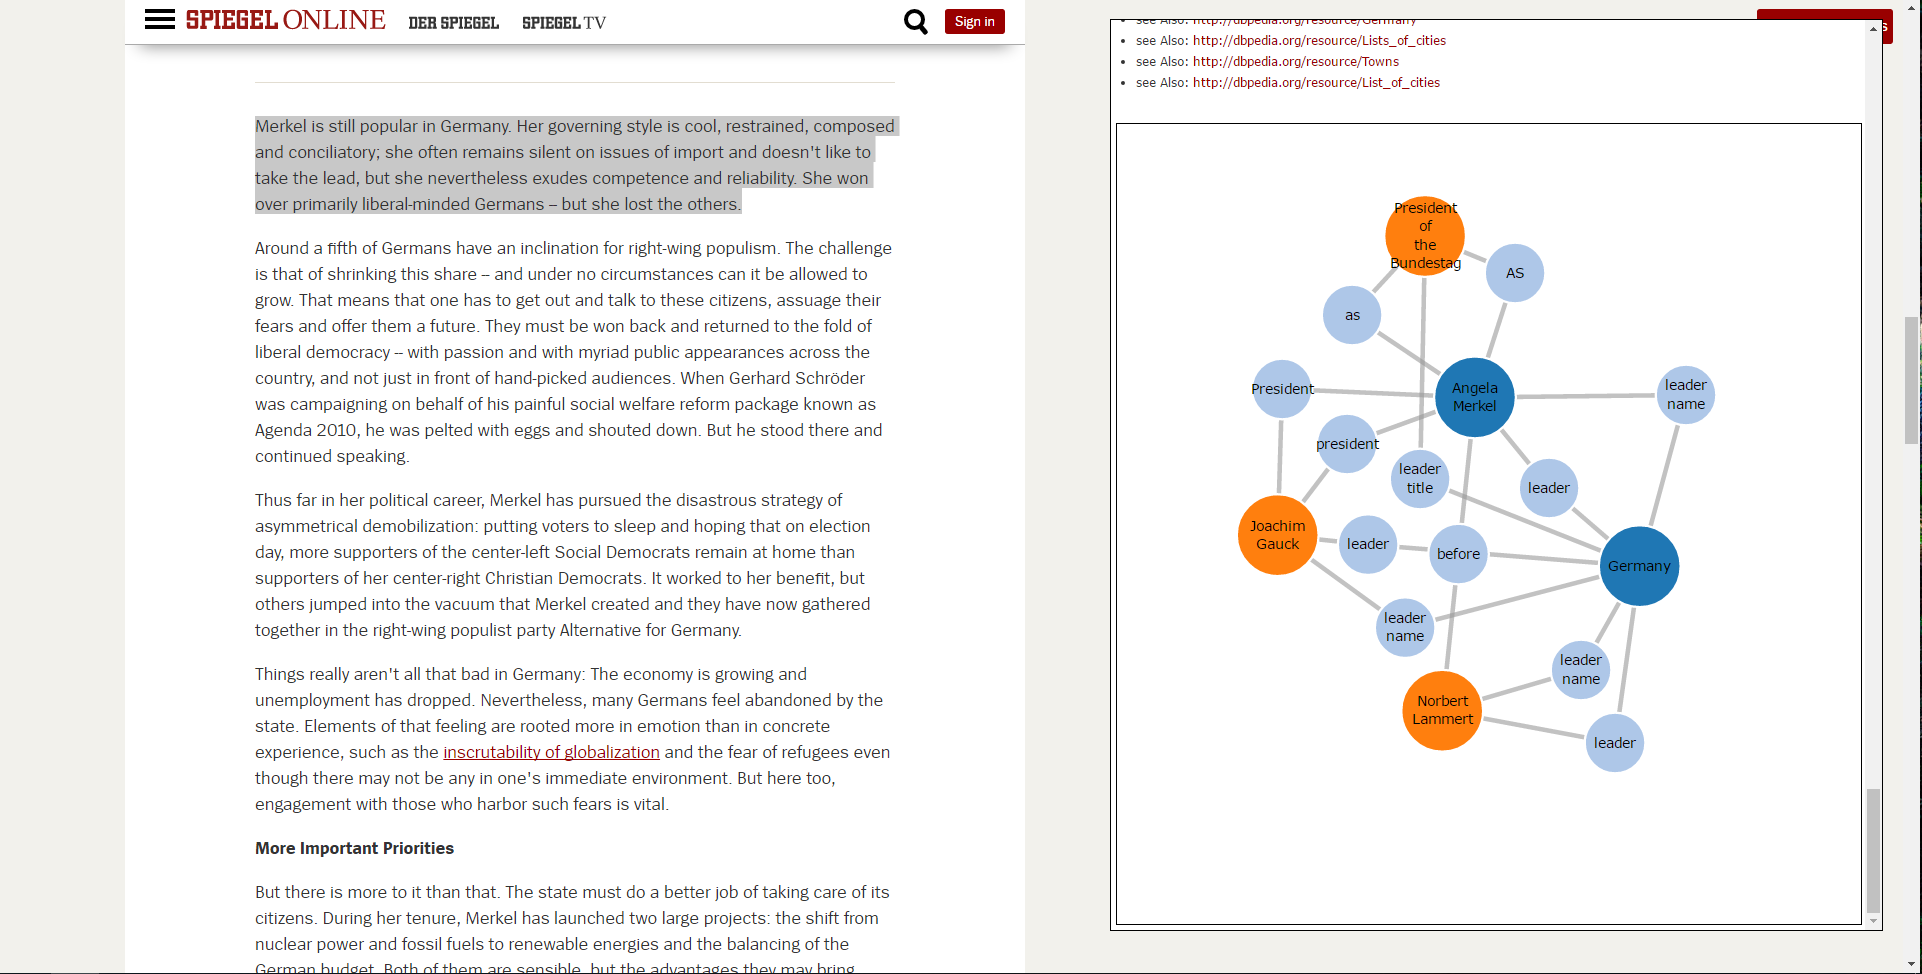 SPIEGEL ONLINE DER SPIEGEL SPIEGEL TV
Sign in
Merkel is still popular in Germany. Her governing style is cool, restrained, composed
and conciliatory; she often remains silent on issues of import and doesn't like to
take the lead, but she nevertheless exudes competence and reliability. She won
over primarily liberal-minded Germans – but she lost the others.
Around a fifth of Germans have an inclination for right-wing populism. The challenge
is that of shrinking this share -- and under no circumstances can it be allowed to
grow. That means that one has to get out and talk to these citizens, assuage their
fears and offer them a future. They must be won back and returned to the fold of
liberal democracy -- with passion and with myriad public appearances across the
country, and not just in front of hand-picked audiences. When Gerhard Schröder
was campaigning on behalf of his painful social welfare reform package known as
Agenda 2010, he was pelted with eggs and shouted down. But he stood there and
continued speaking.
Thus far in her political career, Merkel has pursued the disastrous strategy of
asymmetrical demobilization: putting voters to sleep and hoping that on election
day, more supporters of the center-left Social Democrats remain at home than
supporters of her center-right Christian Democrats. It worked to her benefit, but
others jumped into the vacuum that Merkel created and they have now gathered
together in the right-wing populist party Alternative for Germany.
Things really aren't all that bad in Germany: The economy is growing and
unemployment has dropped. Nevertheless, many Germans feel abandoned by the
state. Elements of that feeling are rooted more in emotion than in concrete
experience, such as the inscrutability of globalization and the fear of refugees even
though there may not be any in one's immediate environment. But here too,
engagement with those who harbor such fears is vital.
More Important Priorities
But there is more to it than that. The state must do a better job of taking care of its
citizens. During her tenure, Merkel has launched two large projects: the shift from
nuclear power and fossil fuels to renewable energies and the balancing of the
German budget. Both of them are sensible, but the advantages they may bring
see Also: http://dbpedia.org/resource/Germany
see Also: http://dbpedia.org/resource/Lists_of_cities
see Also: http://dbpedia.org/resource/Towns
see Also: http://dbpedia.org/resource/List_of_cities
President
of
the
Bundestag
AS
as
President
Angela
Merkel
leader
name
president
leader
title
leader
Joachim
Gauck
leader
before
Germany
leader
name
leader
name
Norbert
Lammert
leader